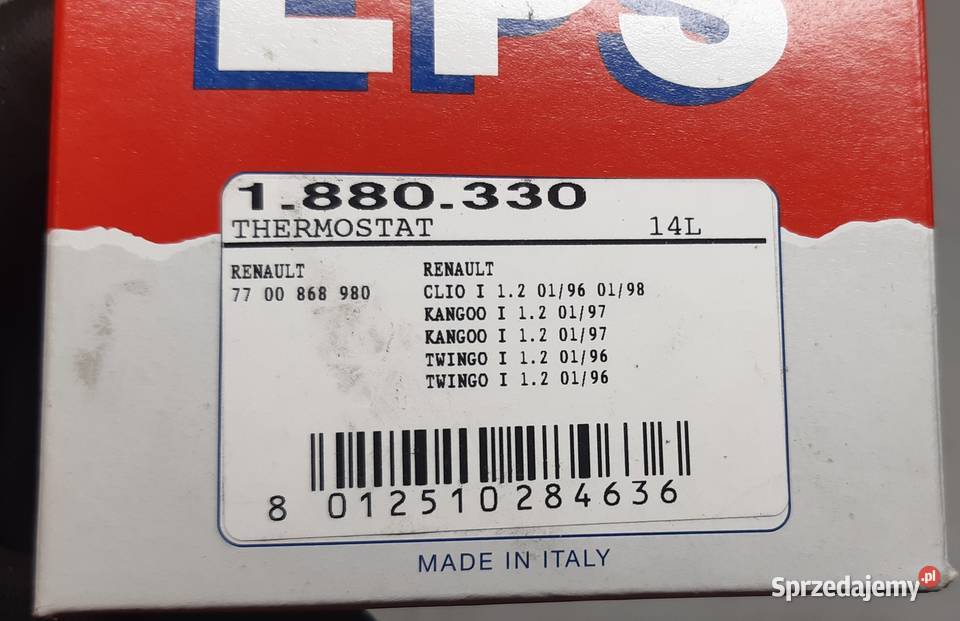 EPS
1.880.330
THERMOSTAT 14L
RENAULT
77 00 868 980
RENAULT
CLIO I 1.2 01/96 01/98
KANGOO I 1.2 01/97
KANGOO I 1.2 01/97
TWINGO I 1.2 01/96
TWINGO I 1.2 01/96
8 012510 284636
MADE IN ITALY
Sprzedajemy.pl